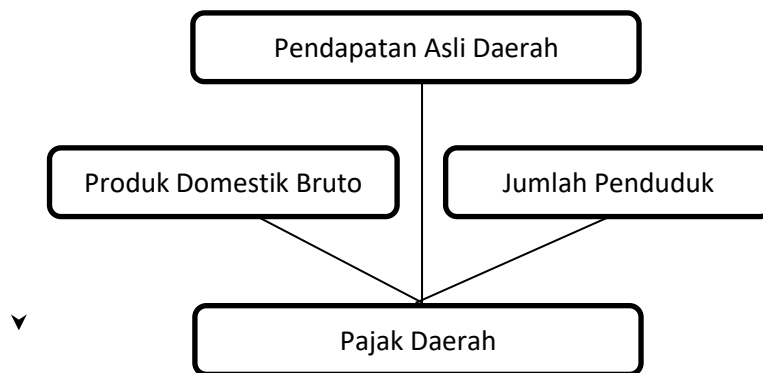 Pendapatan Asli Daerah
Produk Domestik Bruto
Jumlah Penduduk
Pajak Daerah